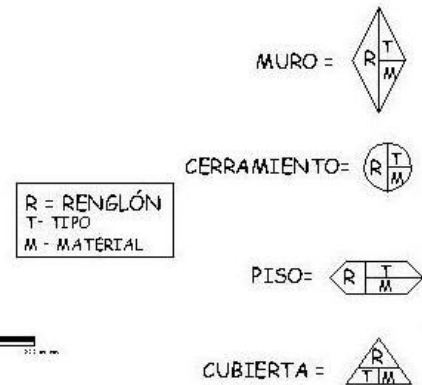 MURO = R T M
CERRAMIENTO= R T M
R = RENGLÓN
T- TIPO
M - MATÉRIAL
PISO= R T M
CUBIERTA = R T M